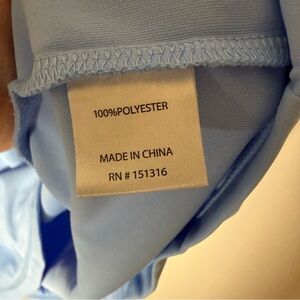 100%POLYESTER
MADE IN CHINA
RN # 151316